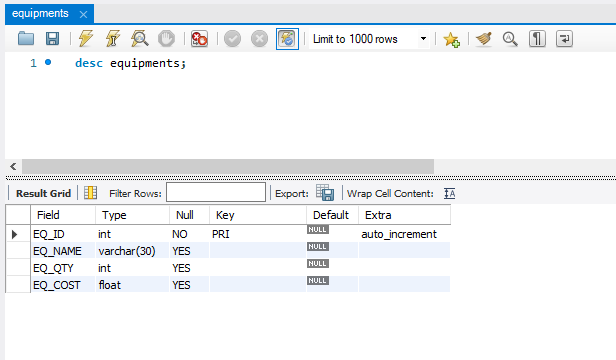 equipments ×
Limit to 1000 rows
1 desc equipments;
Result Grid Filter Rows: Export: Wrap Cell Content: IA
Field Type Null Key Default Extra
EQ_ID int NO PRI NULL auto_increment
EQ_NAME varchar(30) YES NULL
EQ_QTY int YES NULL
EQ_COST float YES NULL